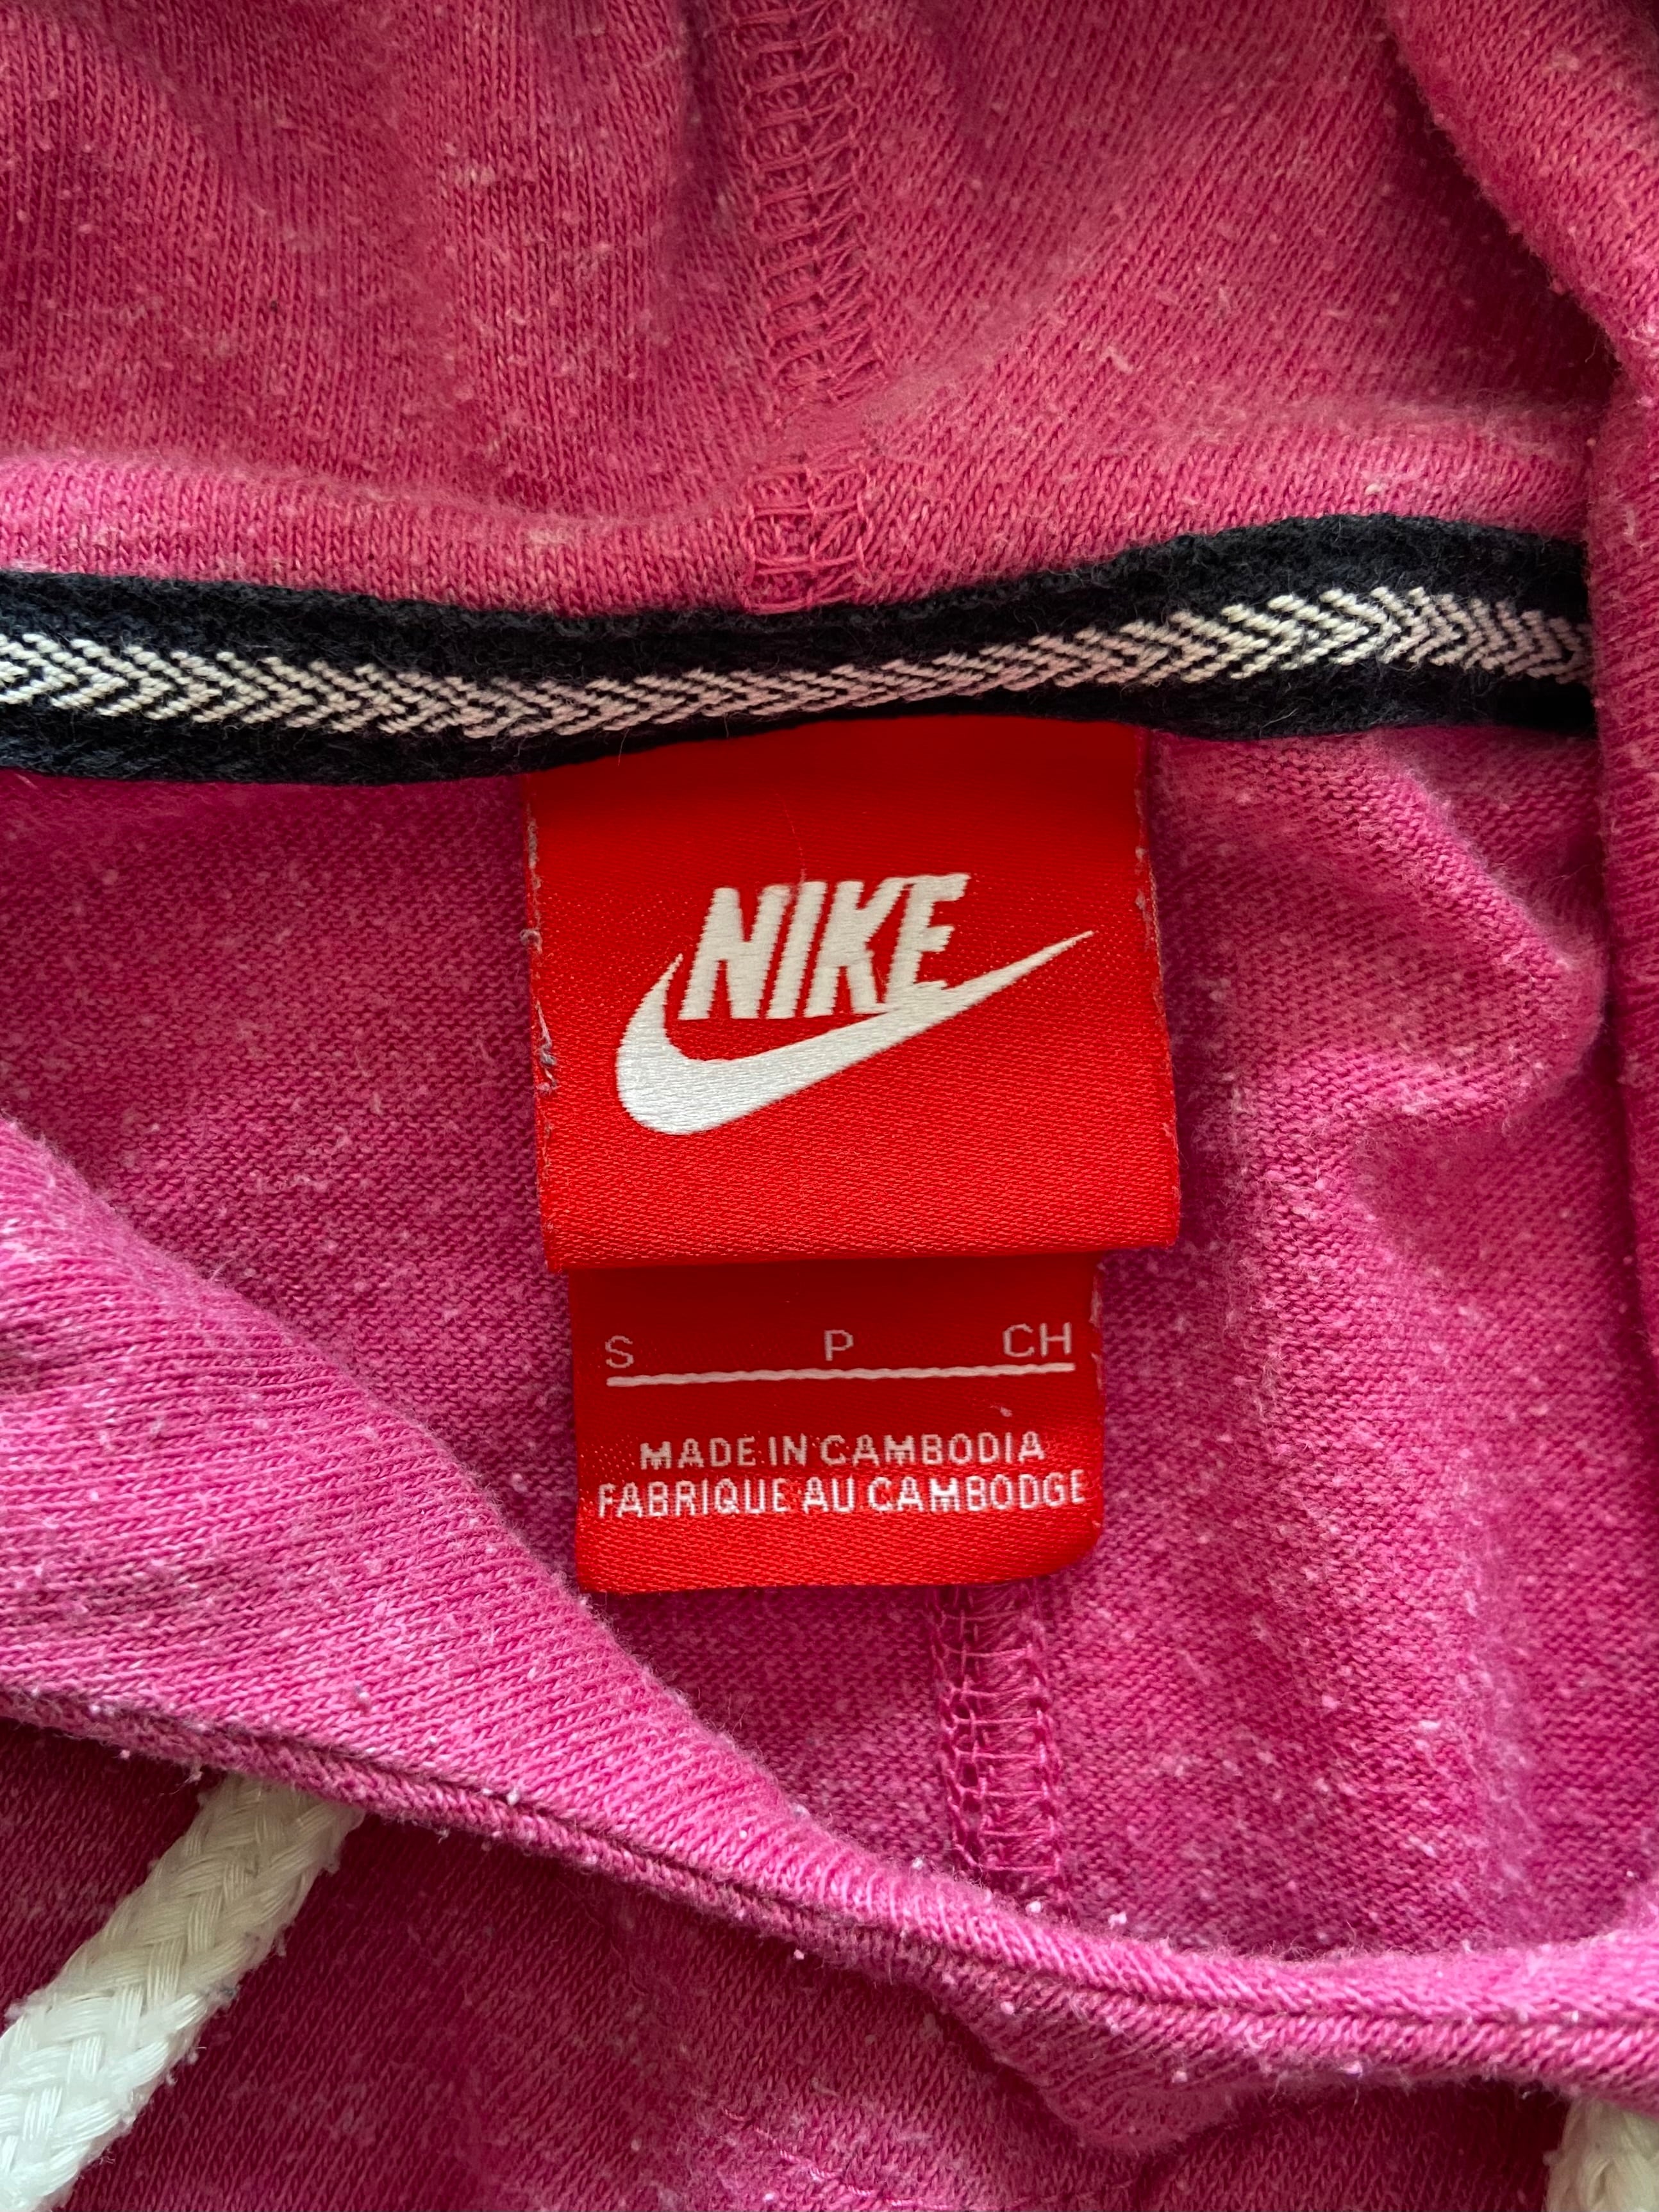 NIKE
S P CH
MADE IN CAMBODIA
FABRIQUE AU CAMBODGE